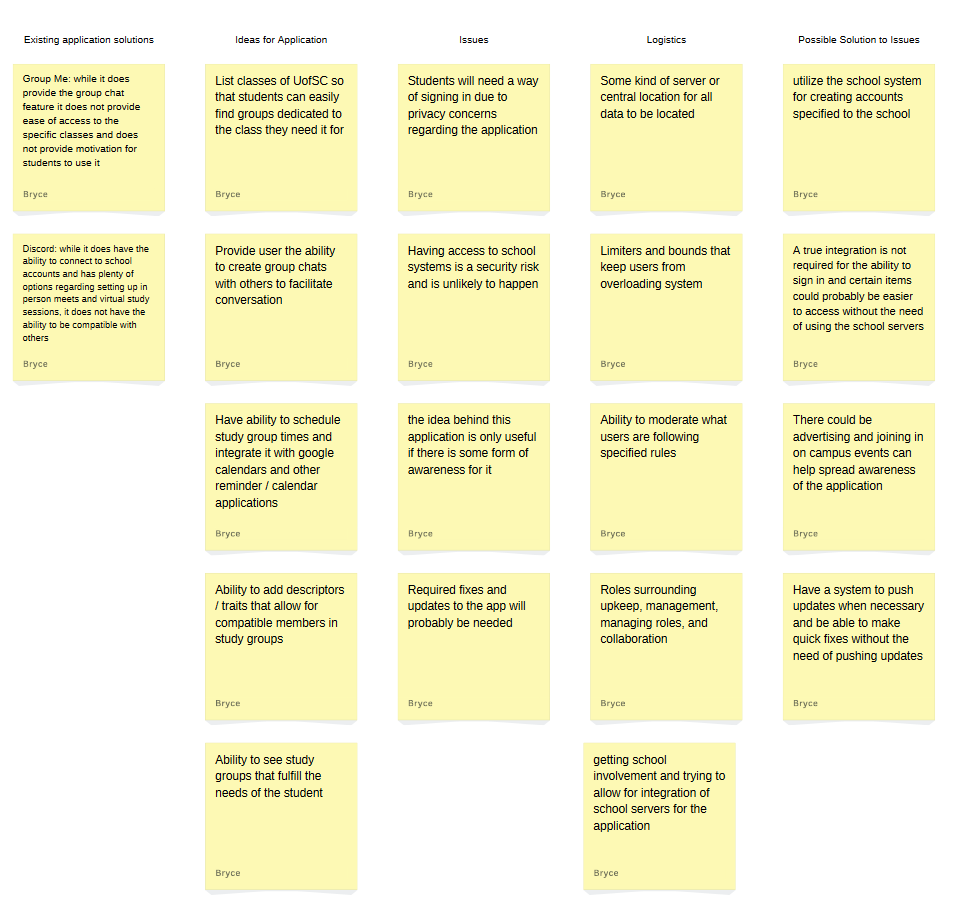 Existing application solutions
Group Me: while it does
provide the group chat
feature it does not provide
ease of access to the
specific classes and does
not provide motivation for
students to use it
Bryce
Discord: while it does have the
ability to connect to school
accounts and has plenty of
options regarding setting up in
person meets and virtual study
sessions, it does not have the
ability to be compatible with
others
Bryce
Ideas for Application
List classes of UofSC so
that students can easily
find groups dedicated to
the class they need it for
Bryce
Provide user the ability
to create group chats
with others to facilitate
conversation
Bryce
Have ability to schedule
study group times and
integrate it with google
calendars and other
reminder / calendar
applications
Bryce
Ability to add descriptors
/ traits that allow for
compatible members in
study groups
Bryce
Ability to see study
groups that fulfill the
needs of the student
Bryce
Issues
Students will need a way
of signing in due to
privacy concerns
regarding the application
Bryce
Having access to school
systems is a security risk
and is unlikely to happen
Bryce
the idea behind this
application is only useful
if there is some form of
awareness for it
Bryce
Required fixes and
updates to the app will
probably be needed
Bryce
Logistics
Some kind of server or
central location for all
data to be located
Bryce
Limiters and bounds that
keep users from
overloading system
Bryce
Ability to moderate what
users are following
specified rules
Bryce
Roles surrounding
upkeep, management,
managing roles, and
collaboration
Bryce
getting school
involvement and trying to
allow for integration of
school servers for the
application
Bryce
Possible Solution to Issues
utilize the school system
for creating accounts
specified to the school
Bryce
A true integration is not
required for the ability to
sign in and certain items
could probably be easier
to access without the need
of using the school servers
Bryce
There could be
advertising and joining in
on campus events can
help spread awareness
of the application
Bryce
Have a system to push
updates when necessary
and be able to make
quick fixes without the
need of pushing updates
Bryce